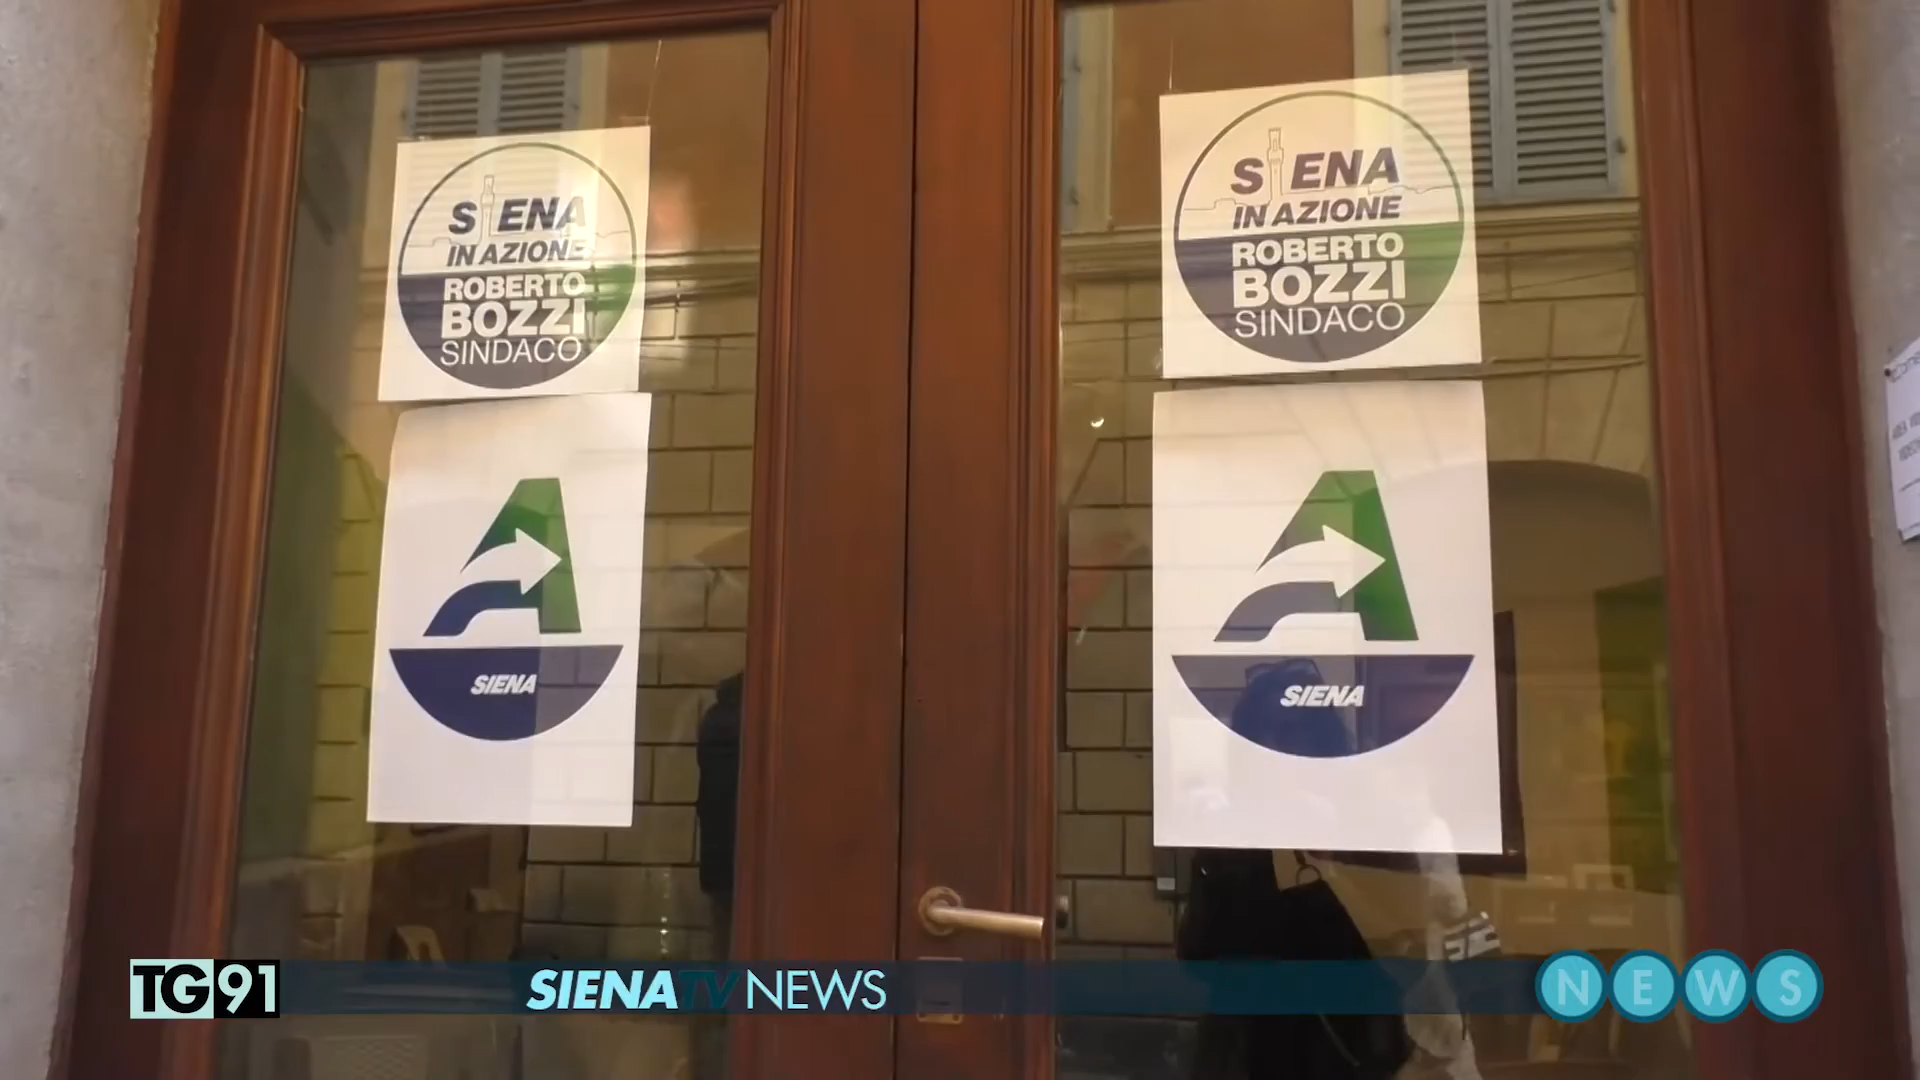 SIENA
IN AZIONE
ROBERTO
BOZZI
SINDACO
SIENA
SIENA
IN AZIONE
ROBERTO
BOZZI
SINDACO
SIENA
TG91
SIENATV NEWS
NEWS